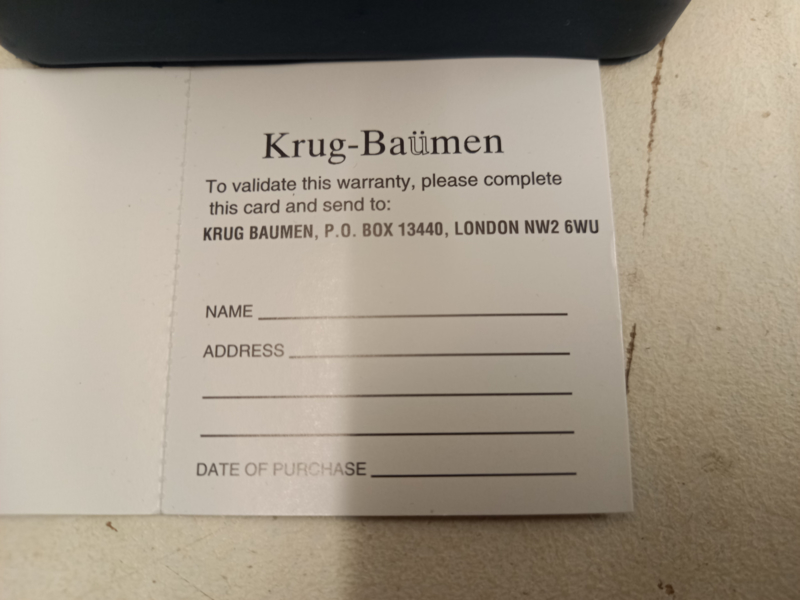 Krug-Baümen
To validate this warranty, please complete
this card and send to:
KRUG BAUMEN, P.O. BOX 13440, LONDON NW2 6WU
NAME
ADDRESS
DATE OF PURCHASE